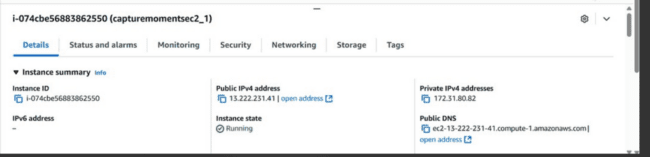 i-074cbe56883862550 (capturemomentsec2_1)
Details Status and alarms Monitoring Security Networking Storage Tags
Instance summary Info
Instance ID
i-074cbe56883862550
Public IPv4 address
13.222.231.41 | open address
Private IPv4 addresses
172.31.80.82
IPv6 address
–
Instance state
Running
Public DNS
ec2-13-222-231-41.compute-1.amazonaws.com |
open address